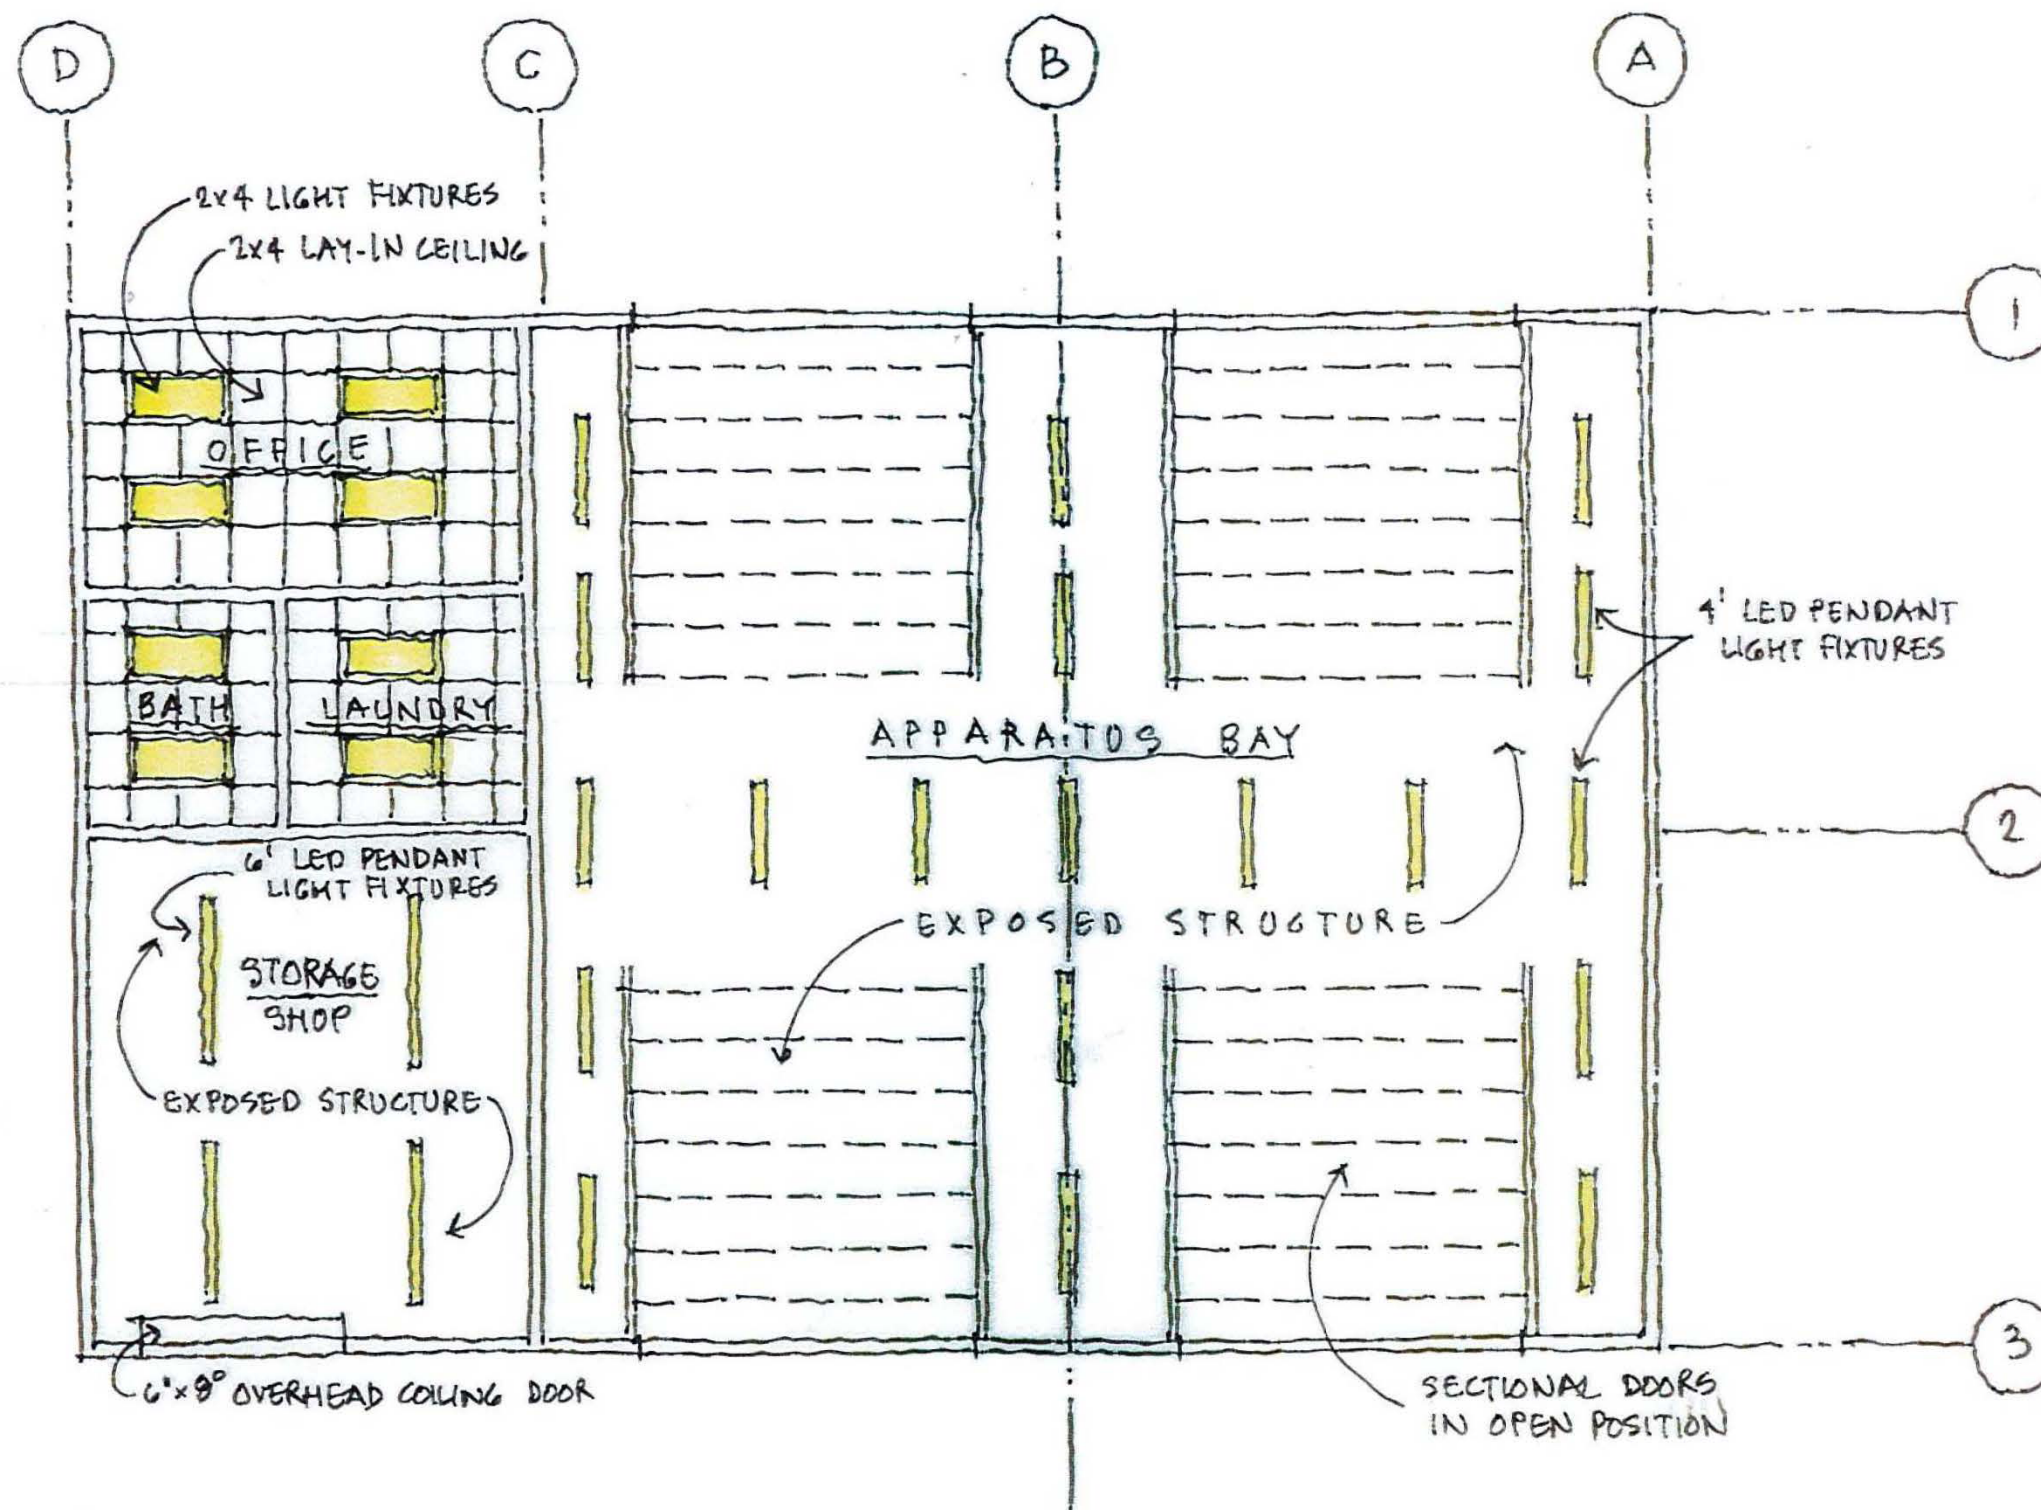 D
C
B
A
2x4 LIGHT FIXTURES
2x4 LAY-IN CEILING
1
OFFICE
4' LED PENDANT
LIGHT FIXTURES
BATH
LAUNDRY
APPARATUS BAY
2
6' LED PENDANT
LIGHT FIXTURES
EXPOSED STRUCTURE
STORAGE
SHOP
EXPOSED STRUCTURE
3
OVERHEAD COILING DOOR
SECTIONAL DOORS
IN OPEN POSITION